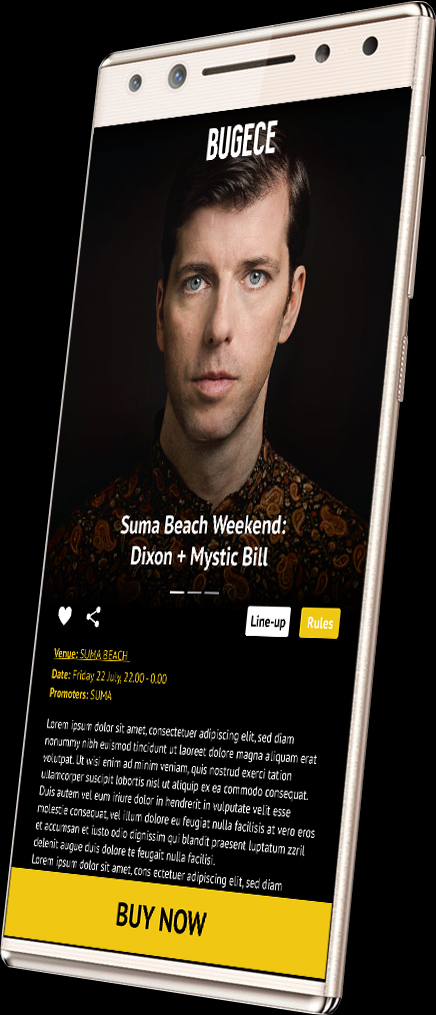 BUGECE
Suma Beach Weekend:
Dixon + Mystic Bill
Line-up
Rules
Venue: SUMA BEACH
Date: Friday 22 July, 22.00 - 0.00
Promoters: SUMA
Lorem ipsum dolor sit amet, consectetuer adipiscing elit, sed diam
nonummy nibh euismod tincidunt ut laoreet dolore magna aliquam erat
volutpat. Ut wisi enim ad minim veniam, quis nostrud exerci tation
ullamcorper suscipit lobortis nisl ut aliquip ex ea commodo consequat.
Duis autem vel eum iriure dolor in hendrerit in vulputate velit esse
molestie consequat, vel illum dolore eu feugiat nulla facilisis at vero eros
et accumsan et iusto odio dignissim qui blandit praesent luptatum zzril
delenit augue duis dolore te feugait nulla facilisi.
Lorem ipsum dolor sit amet, cons ectetuer adipiscing elit, sed diam
BUY NOW